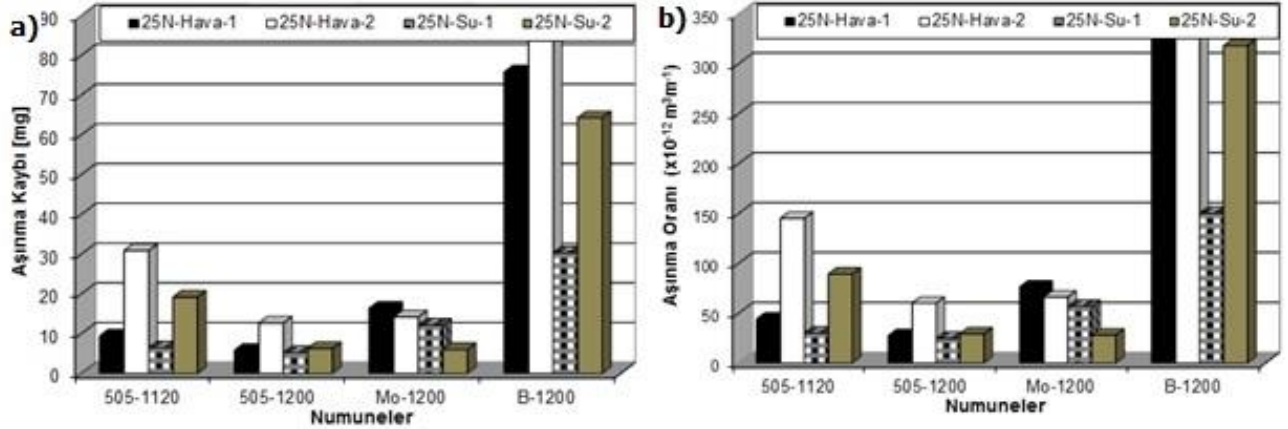 a)
25N-Hava-1 25N-Hava-2 25N-Su-1 25N-Su-2
Aşınma Kaybı [mg]
90
80
70
60
50
40
30
20
10
0
505-1120 505-1200 Mo-1200 B-1200
Numuneler
b)
25N-Hava-1 25N-Hava-2 25N-Su-1 25N-Su-2
Aşınma Oranı (x10⁻¹² m³m⁻¹)
350
300
250
200
150
100
50
0
505-1120 505-1200 Mo-1200 B-1200
Numuneler